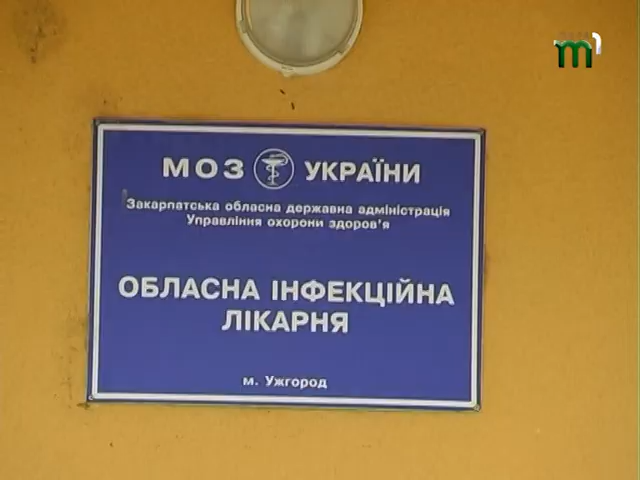 МОЗ УКРАЇНИ
Закарпатська обласна державна адміністрація
Управління охорони здоров'я
ОБЛАСНА ІНФЕКЦІЙНА
ЛІКАРНЯ
м. Ужгород